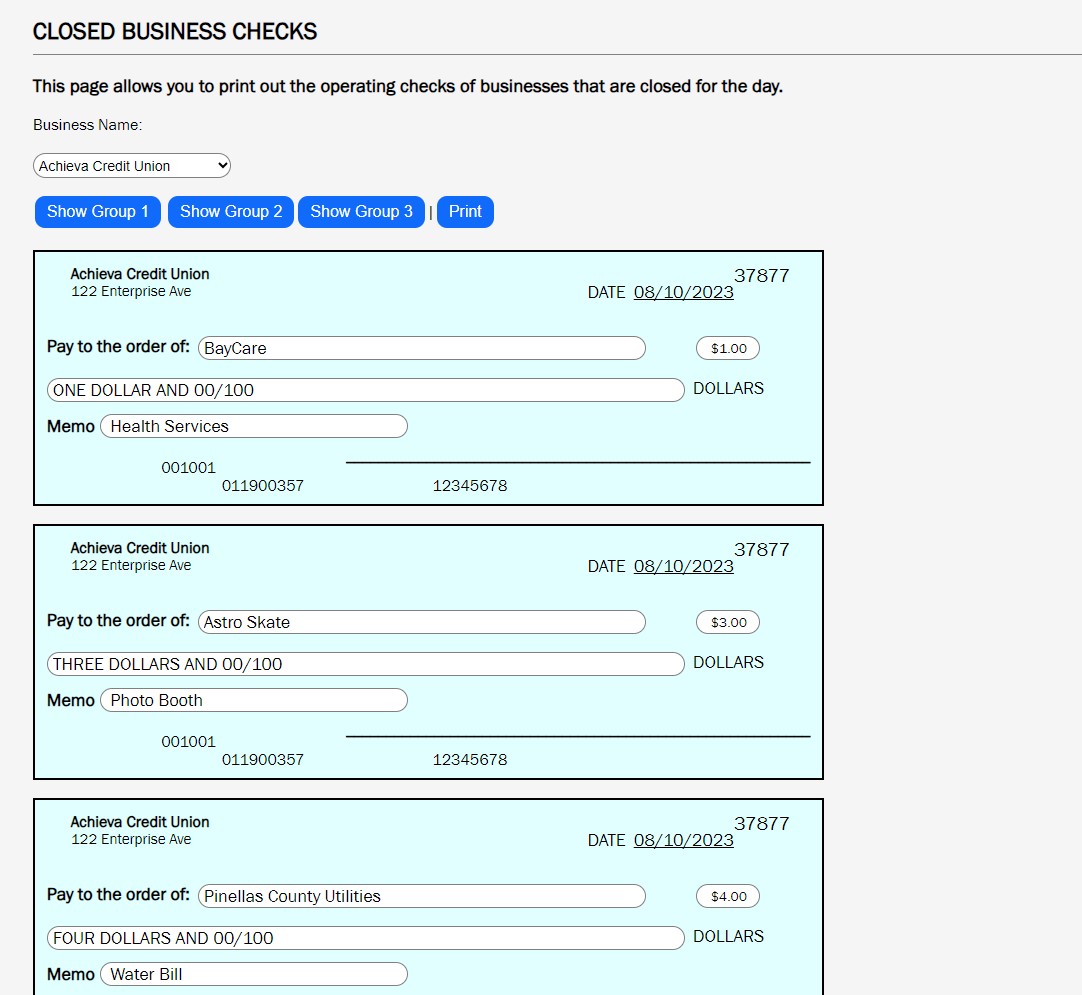 CLOSED BUSINESS CHECKS
This page allows you to print out the operating checks of businesses that are closed for the day.
Business Name:
Achieva Credit Union
Show Group 1 Show Group 2 Show Group 3 | Print
Achieva Credit Union 37877
122 Enterprise Ave DATE 08/10/2023
Pay to the order of: BayCare $1.00
ONE DOLLAR AND 00/100 DOLLARS
Memo Health Services
001001
011900357 12345678
Achieva Credit Union 37877
122 Enterprise Ave DATE 08/10/2023
Pay to the order of: Astro Skate $3.00
THREE DOLLARS AND 00/100 DOLLARS
Memo Photo Booth
001001
011900357 12345678
Achieva Credit Union 37877
122 Enterprise Ave DATE 08/10/2023
Pay to the order of: Pinellas County Utilities $4.00
FOUR DOLLARS AND 00/100 DOLLARS
Memo Water Bill